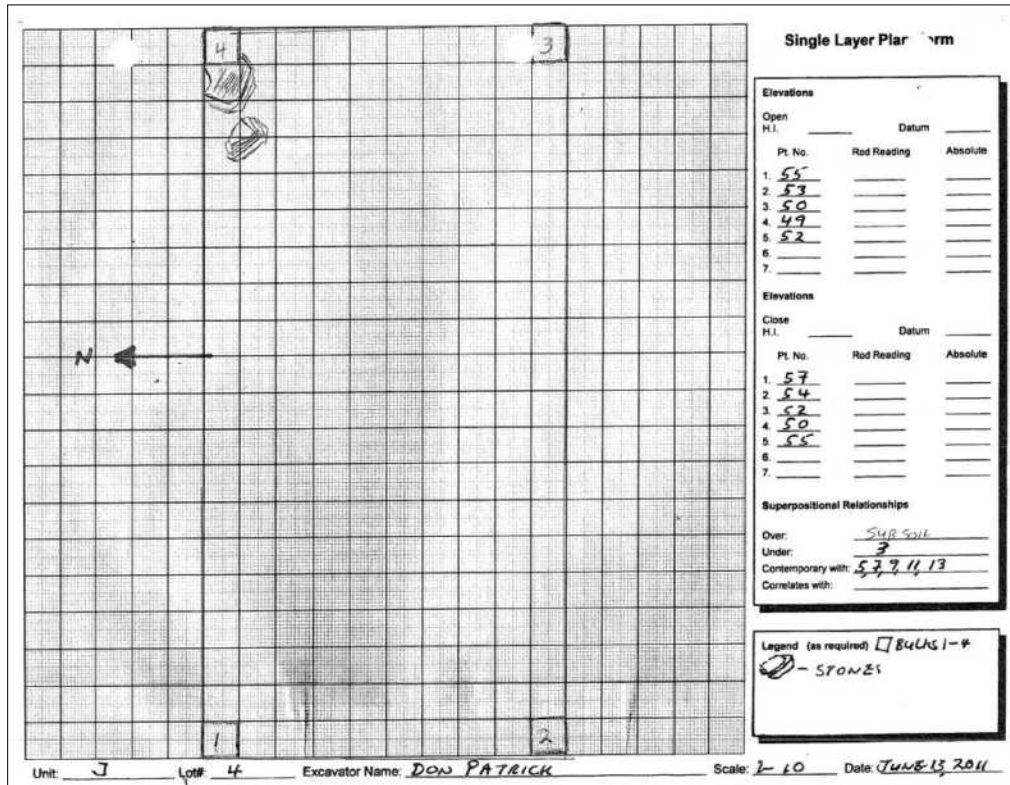 Single Layer Plan Form
4
3
Elevations
Open
H.I. Datum
Pt. No. Rod Reading Absolute
1. 55
2. 53
3. 50
4. 49
5. 52
6.
7.
Elevations
Close
H.I. Datum
N
Pt. No. Rod Reading Absolute
1. 57
2. 54
3. 52
4. 50
5. 55
6.
7.
Superpositional Relationships
Over: SUBSOIL
Under: 3
Contemporary with: 5, 7, 9, 11, 13
Correlates with:
Legend (as required) BULKS 1-4
- STONES
1
2
Unit: J Lot#: 4 Excavator Name: DON PATRICK Scale: 1-10 Date: JUNE 13, 2011